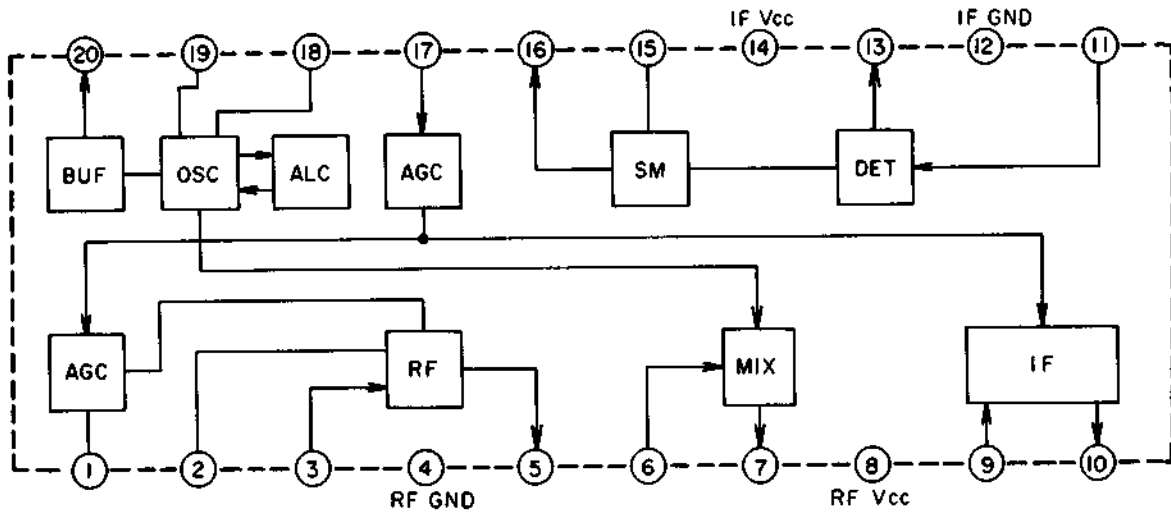 IF Vcc IF GND
20 19 18 17 16 15 14 13 12 11
BUF OSC ALC AGC SM DET
AGC RF MIX IF
1 2 3 4 5 6 7 8 9 10
RF GND RF Vcc